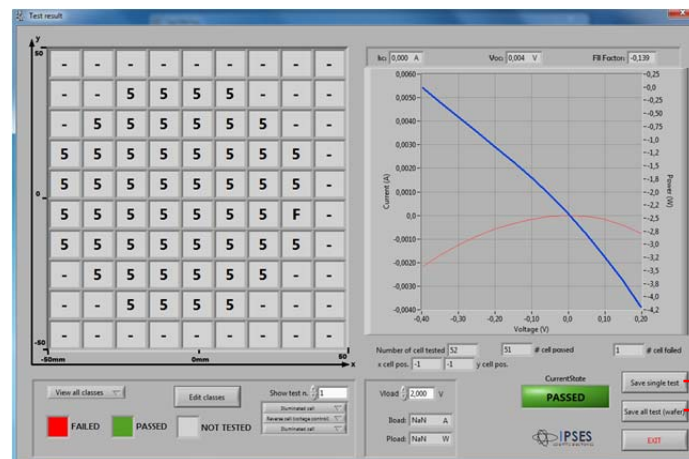 Test result
Isc: 0,000 A Voc: 0,004 V Fill Factor: -0,139
y
50
- - - - - - - - - -
- - 5 5 5 5 - - - -
- 5 5 5 5 5 5 - - -
5 5 5 5 5 5 5 5 -
5 5 5 5 5 5 5 5 -
5 5 5 5 5 5 5 F -
5 5 5 5 5 5 5 5 -
- 5 5 5 5 5 5 - -
- - 5 5 5 5 - - -
- - - - - - - - -
0
-50
-50mm 0mm 50
x
0,0060
0,0050
0,0040
0,0030
0,0020
0,0010
0,0
-0,0010
-0,0020
-0,0030
-0,0040
Current (A)
-0,40 -0,30 -0,20 -0,10 0,0 0,10 0,20
Voltage (V)
Power (W)
Number of cell tested 52 51 # cell passed 1 # cell failed
x cell pos. -1 -1 y cell pos.
View all classes
Edit classes
Show test n. 1
Illuminated cell
Illuminated cell
FAILED PASSED NOT TESTED
Vload: 2,000 V
Iload: NaN A
Pload: NaN W
CurrentState
PASSED
IPSES
Save single test
Save all test (wafer)
EXIT